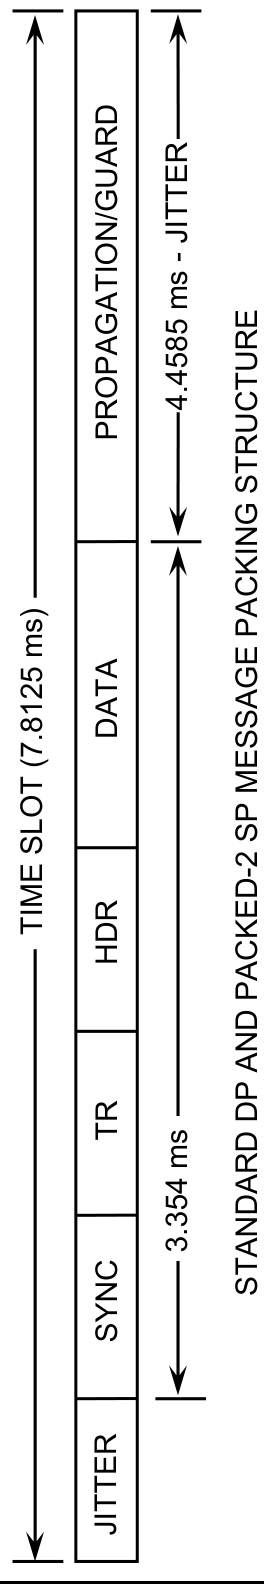 TIME SLOT (7.8125 ms)
JITTER
SYNC
TR
HDR
DATA
PROPAGATION/GUARD
3.354 ms
4.4585 ms - JITTER
STANDARD DP AND PACKED-2 SP MESSAGE PACKING STRUCTURE